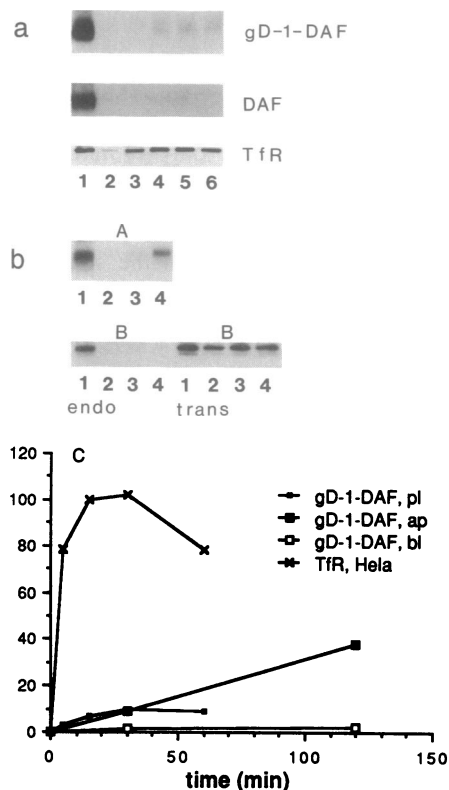 a
gD-1-DAF
DAF
TfR
1 2 3 4 5 6
b
A
1 2 3 4
B B
1 2 3 4 1 2 3 4
endo trans
C
120
100
80
60
40
20
0
0 50 100 150
time (min)
gD-1-DAF, pl
gD-1-DAF, ap
gD-1-DAF, bl
TfR, Hela